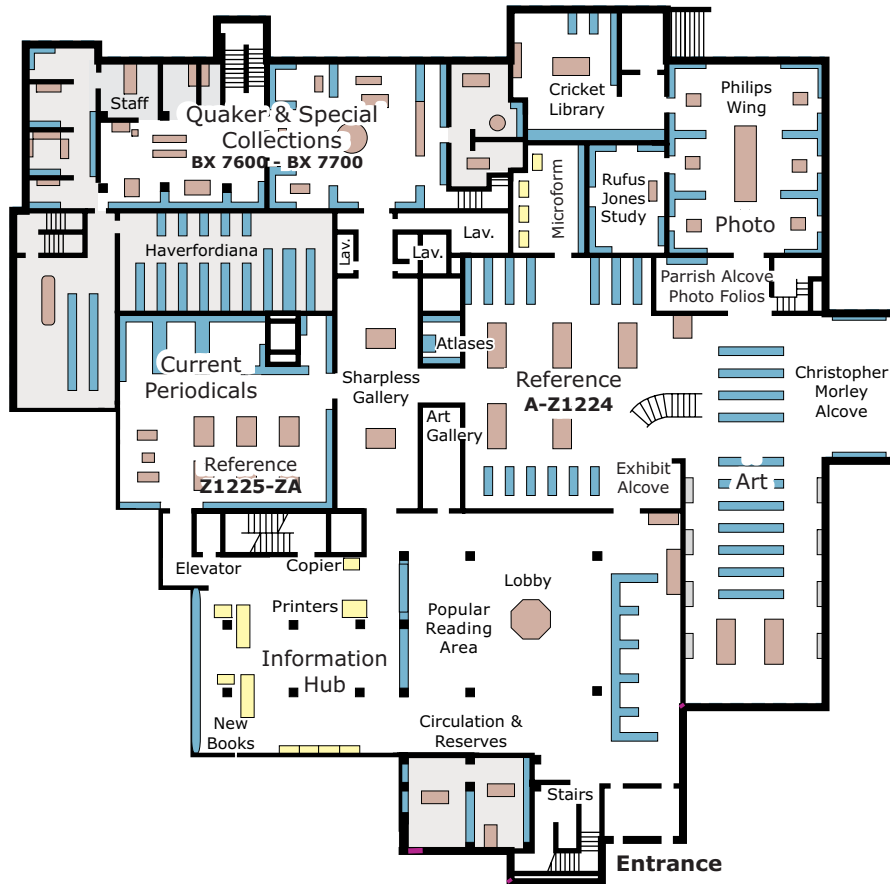 Cricket
Library
Philips
Wing
Staff
Quaker & Special
Collections
BX 7600 - BX 7700
Microform
Rufus
Jones
Study
Photo
Haverfordiana
Lav.
Lav.
Lav.
Parrish Alcove
Photo Folios
Atlases
Current
Periodicals
Sharpless
Gallery
Reference
A-Z1224
Christopher
Morley
Alcove
Art
Gallery
Reference
Z1225-ZA
Exhibit
Alcove
Art
Elevator
Copier
Lobby
Printers
Popular
Reading
Area
Information
Hub
New
Books
Circulation &
Reserves
Stairs
Entrance